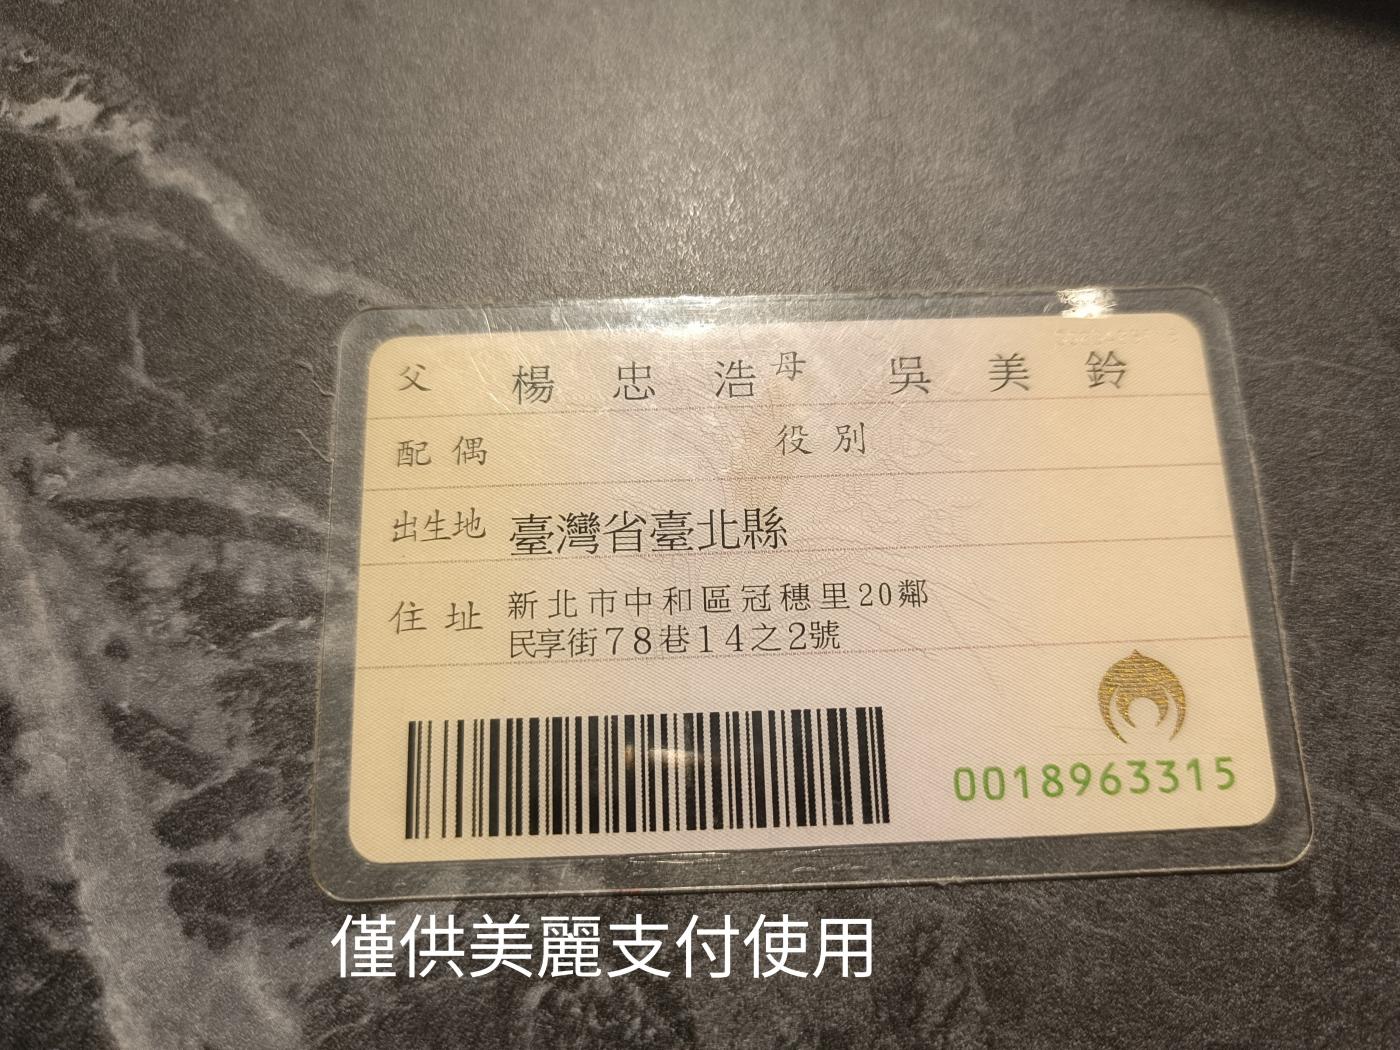 父 楊忠浩 母 吳美鈴
配偶 役別
出生地 臺灣省臺北縣
住址 新北市中和區冠穗里20鄰
民享街78巷14之2號
0018963315
僅供美麗支付使用